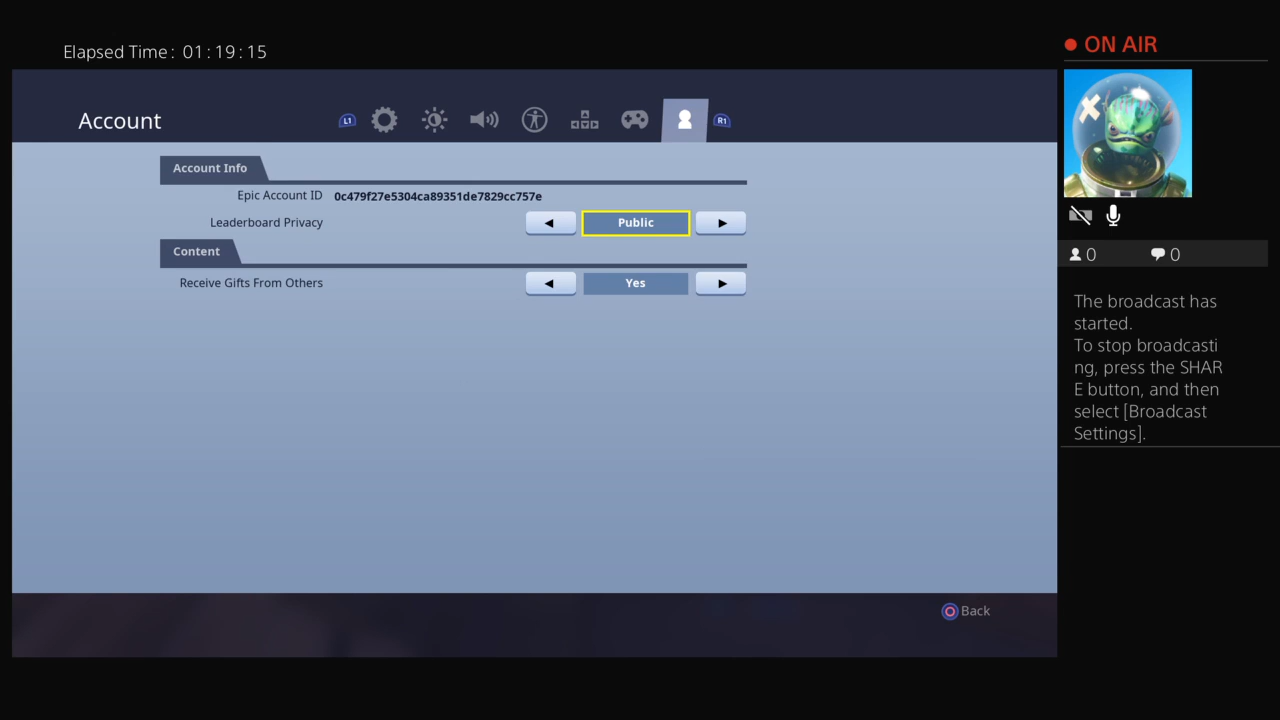 Elapsed Time: 01:19:15
ON AIR
Account
L1
R1
Account Info
Epic Account ID 0c479f27e5304ca89351de7829cc757e
Leaderboard Privacy
Public
Content
Receive Gifts From Others
Yes
Back
0
0
The broadcast has
started.
To stop broadcasti
ng, press the SHAR
E button, and then
select [Broadcast
Settings].